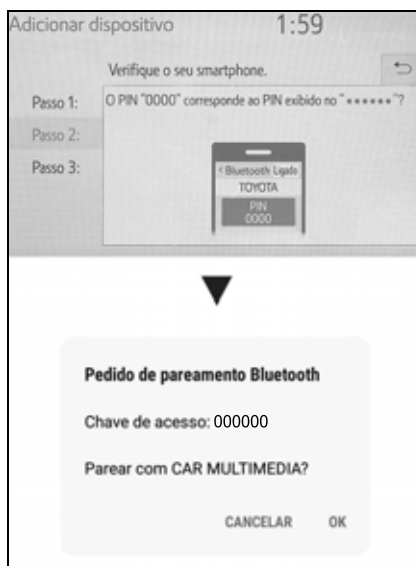 Adicionar dispositivo 1:59
Verifique o seu smartphone.
Passo 1:
O PIN "0000" corresponde ao PIN exibido no "••••••"?
Passo 2:
Passo 3:
< Bluetooth Ligado
TOYOTA
PIN
0000
Pedido de pareamento Bluetooth
Chave de acesso: 000000
Parear com CAR MULTIMEDIA?
CANCELAR OK